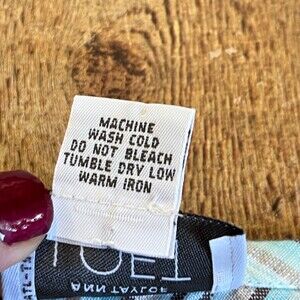 MACHINE
WASH COLD
DO NOT BLEACH
TUMBLE DRY LOW
WARM IRON
ANN TAYLOR